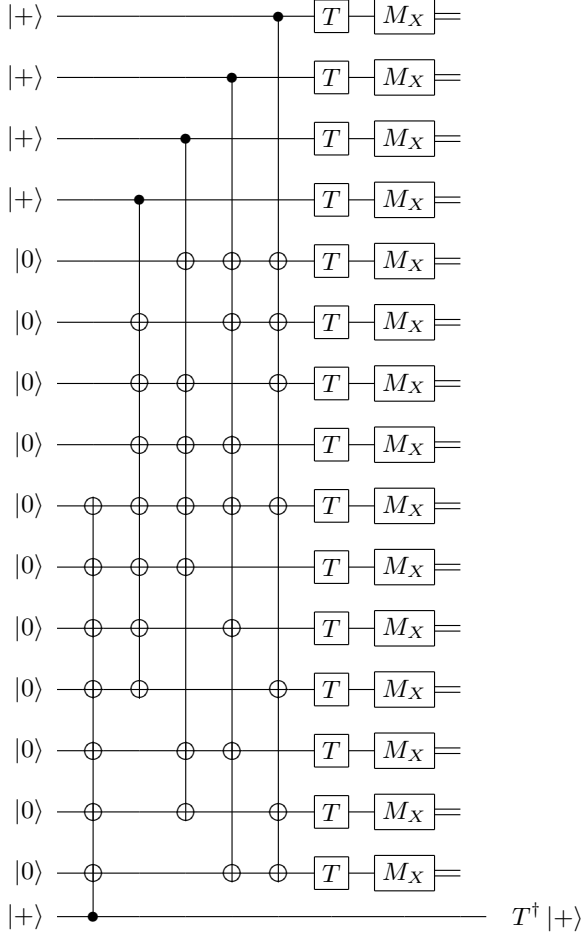 |+⟩ T M_X
|+⟩ T M_X
|+⟩ T M_X
|+⟩ T M_X
|0⟩ T M_X
|0⟩ T M_X
|0⟩ T M_X
|0⟩ T M_X
|0⟩ T M_X
|0⟩ T M_X
|0⟩ T M_X
|0⟩ T M_X
|0⟩ T M_X
|0⟩ T M_X
|0⟩ T M_X
|+⟩ T† |+⟩